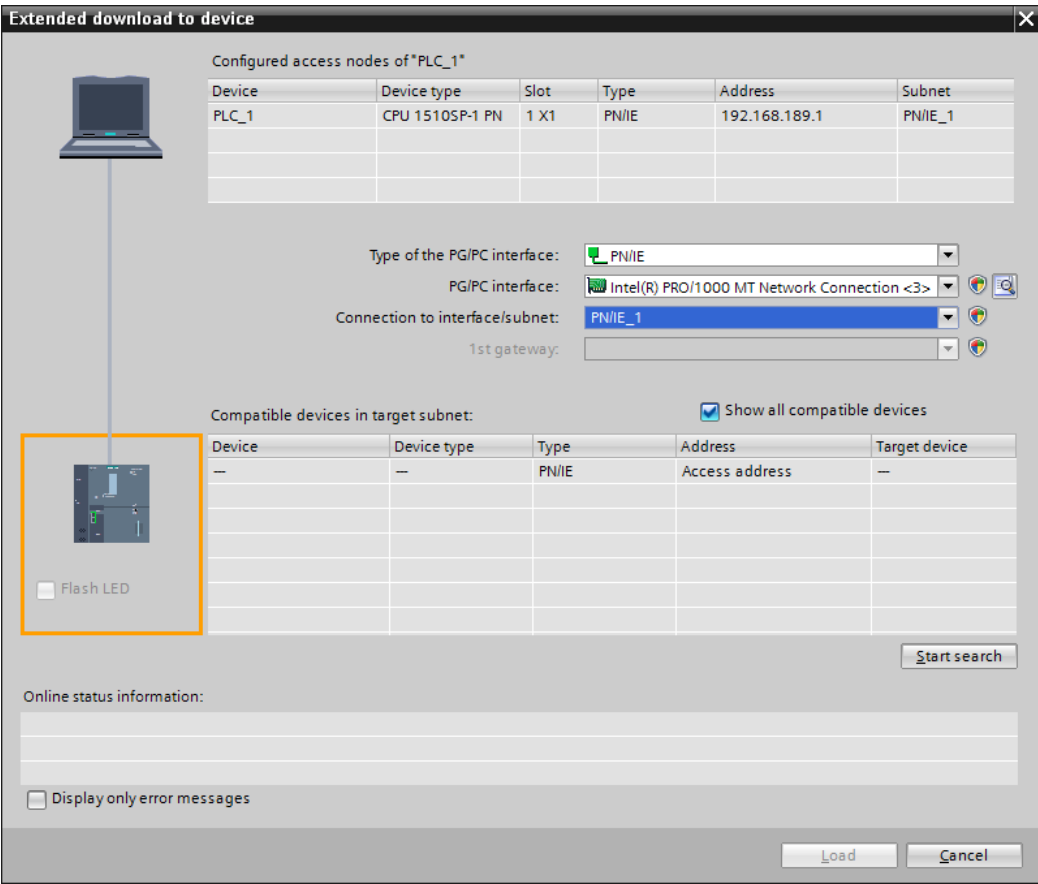 Extended download to device
Configured access nodes of "PLC_1"
Device Device type Slot Type Address Subnet
PLC_1 CPU 1510SP-1 PN 1 X1 PN/IE 192.168.189.1 PN/IE_1
Type of the PG/PC interface: PN/IE
PG/PC interface: Intel(R) PRO/1000 MT Network Connection <3>
Connection to interface/subnet: PN/IE_1
1st gateway:
Compatible devices in target subnet: Show all compatible devices
Device Device type Type Address Target device
— — PN/IE Access address —
Flash LED
Start search
Online status information:
Display only error messages
Load Cancel